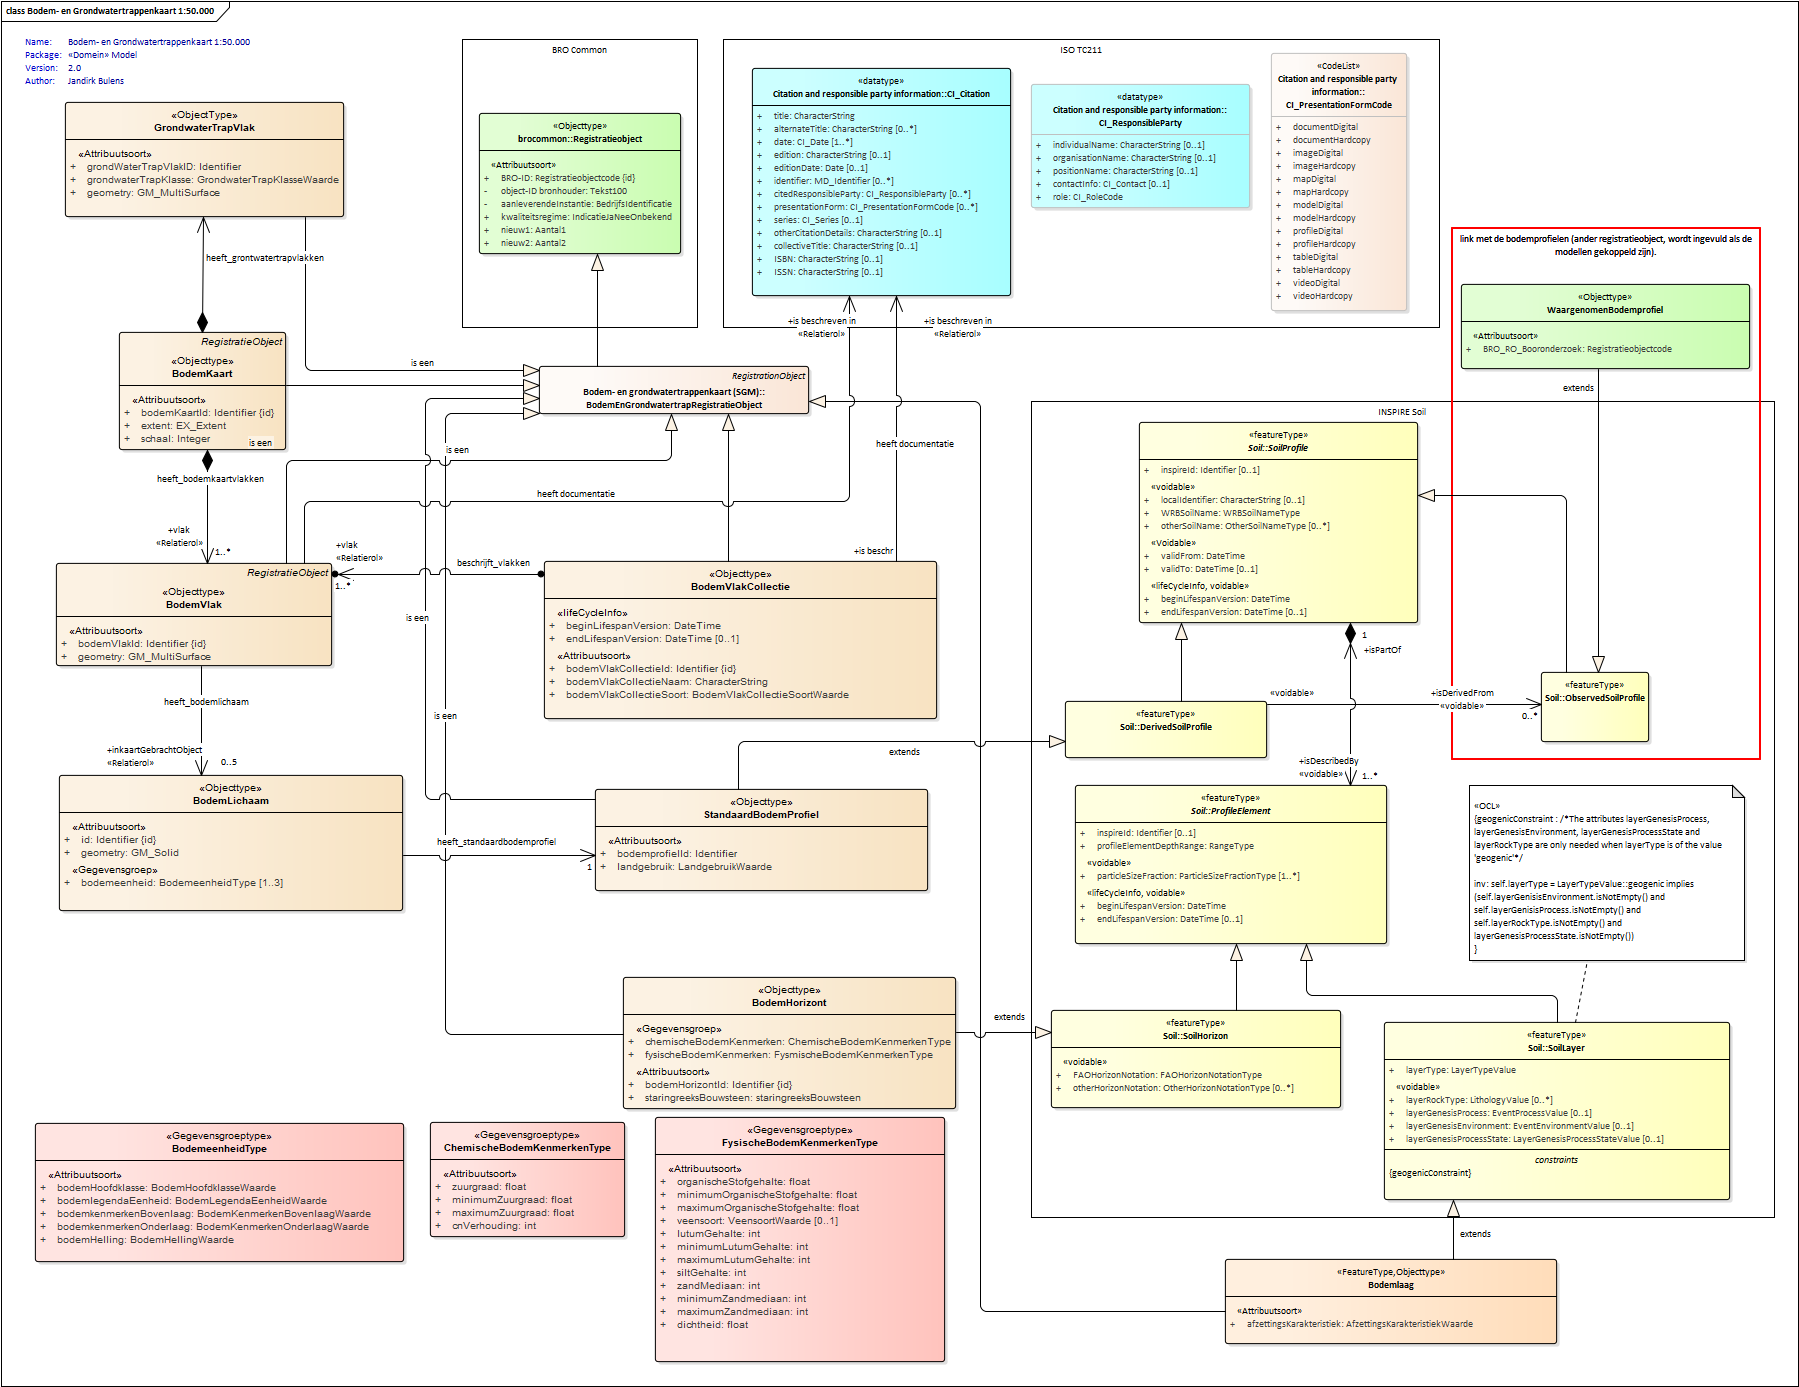 class Bodem- en Grondwatertrappenkaart 1:50.000
Name: Bodem- en Grondwatertrappenkaart 1:50.000
Package: «Domein» Model
Version: 2.0
Author: Jandirk Bulens
«ObjectType»
GrondwaterTrapVlak
«Attribuutsoort»
+ grondWaterTrapVlakID: Identifier
+ grondwaterTrapKlasse: GrondwaterTrapKlasseWaarde
+ geometry: GM_MultiSurface
heeft_grontwatertrapvlakken
RegistratieObject
«Objecttype»
BodemKaart
«Attribuutsoort»
+ bodemKaartId: Identifier {id}
+ extent: EX_Extent
+ schaal: Integer
is een
is een
heeft_bodemkaartvlakken
+vlak
«Relatierol»
1..*
RegistratieObject
«Objecttype»
BodemVlak
«Attribuutsoort»
+ bodemVlakId: Identifier {id}
+ geometry: GM_MultiSurface
+vlak
«Relatierol»
1..*
beschrijft_vlakken
heeft_bodemlichaam
+inkaartGebrachtObject
«Relatierol»
0..5
«Objecttype»
BodemLichaam
«Attribuutsoort»
+ id: Identifier {id}
+ geometry: GM_Solid
«Gegevensgroep»
+ bodemeenheid: BodemeenheidType [1..3]
heeft_standaardbodemprofiel
1
BRO Common
«Objecttype»
brocommon::Registratieobject
«Attribuutsoort»
+ BRO-ID: Registratieobjectcode {id}
- object-ID bronhouder: Tekst100
- aanleverendeInstantie: BedrijfsIdentificatie
+ kwaliteitsregime: IndicatieJaNeeOnbekend
+ nieuw1: Aantal1
+ nieuw2: Aantal2
ISO TC211
«datatype»
Citation and responsible party information::CI_Citation
+ title: CharacterString
+ alternateTitle: CharacterString [0..*]
+ date: CI_Date [1..*]
+ edition: CharacterString [0..1]
+ editionDate: Date [0..1]
+ identifier: MD_Identifier [0..*]
+ citedResponsibleParty: CI_ResponsibleParty [0..*]
+ presentationForm: CI_PresentationFormCode [0..*]
+ series: CI_Series [0..1]
+ otherCitationDetails: CharacterString [0..1]
+ collectiveTitle: CharacterString [0..1]
+ ISBN: CharacterString [0..1]
+ ISSN: CharacterString [0..1]
«datatype»
Citation and responsible party information::
CI_ResponsibleParty
+ individualName: CharacterString [0..1]
+ organisationName: CharacterString [0..1]
+ positionName: CharacterString [0..1]
+ contactInfo: CI_Contact [0..1]
+ role: CI_RoleCode
«CodeList»
Citation and responsible party
information::
CI_PresentationFormCode
+ documentDigital
+ documentHardcopy
+ imageDigital
+ imageHardcopy
+ mapDigital
+ mapHardcopy
+ modelDigital
+ modelHardcopy
+ profileDigital
+ profileHardcopy
+ tableDigital
+ tableHardcopy
+ videoDigital
+ videoHardcopy
+is beschreven in
«Relatierol»
+is beschreven in
«Relatierol»
RegistrationObject
Bodem- en grondwatertrappenkaart (SGM)::
BodemEnGrondwatertrapRegistratieObject
is een
heeft documentatie
heeft documentatie
+is beschr
«Objecttype»
BodemVlakCollectie
«lifeCycleInfo»
+ beginLifespanVersion: DateTime
+ endLifespanVersion: DateTime [0..1]
«Attribuutsoort»
+ bodemVlakCollectieId: Identifier {id}
+ bodemVlakCollectieNaam: CharacterString
+ bodemVlakCollectieSoort: BodemVlakCollectieSoortWaarde
is een
is een
extends
«Objecttype»
StandaardBodemProfiel
«Attribuutsoort»
+ bodemprofielId: Identifier
+ landgebruik: LandgebruikWaarde
link met de bodemprofielen (ander registratieobject, wordt ingevuld als de
modellen gekoppeld zijn).
«Objecttype»
WaargenomenBodemprofiel
«Attribuutsoort»
+ BRO_RO_Booronderzoek: Registratieobjectcode
extends
INSPIRE Soil
«featureType»
Soil::SoilProfile
+ inspireId: Identifier [0..1]
«voidable»
+ localIdentifier: CharacterString [0..1]
+ WRBSoilName: WRBSoilNameType
+ otherSoilName: OtherSoilNameType [0..*]
«Voidable»
+ validFrom: DateTime
+ validTo: DateTime [0..1]
«lifeCycleInfo, voidable»
+ beginLifespanVersion: DateTime
+ endLifespanVersion: DateTime [0..1]
1
+isPartOf
«featureType»
Soil::ObservedSoilProfile
«voidable»
+isDerivedFrom
«voidable»
0..*
«featureType»
Soil::DerivedSoilProfile
+isDescribedBy
«voidable»
1..*
«featureType»
Soil::ProfileElement
+ inspireId: Identifier [0..1]
+ profileElementDepthRange: RangeType
«voidable»
+ particleSizeFraction: ParticleSizeFractionType [1..*]
«lifeCycleInfo, voidable»
+ beginLifespanVersion: DateTime
+ endLifespanVersion: DateTime [0..1]
«OCL»
{geogenicConstraint : /*The attributes layerGenesisProcess,
layerGenesisEnvironment, layerGenesisProcessState and
layerRockType are only needed when layerType is of the value
'geogenic'*/
inv: self.layerType = LayerTypeValue::geogenic implies
(self.layerGenisisEnvironment.isNotEmpty() and
self.layerGenisisProcess.isNotEmpty() and
self.layerRockType.isNotEmpty() and
layerGenesisProcessState.isNotEmpty())
}
«Objecttype»
BodemHorizont
«Gegevensgroep»
+ chemischeBodemKenmerken: ChemischeBodemKenmerkenType
+ fysischeBodemKenmerken: FysmischeBodemKenmerkenType
«Attribuutsoort»
+ bodemHorizontId: Identifier {id}
+ staringreeksBouwsteen: staringreeksBouwsteen
extends
«featureType»
Soil::SoilHorizon
«voidable»
+ FAOHorizonNotation: FAOHorizonNotationType
+ otherHorizonNotation: OtherHorizonNotationType [0..*]
«featureType»
Soil::SoilLayer
+ layerType: LayerTypeValue
«voidable»
+ layerRockType: LithologyValue [0..*]
+ layerGenesisProcess: EventProcessValue [0..1]
+ layerGenesisEnvironment: EventEnvironmentValue [0..1]
+ layerGenesisProcessState: LayerGenesisProcessStateValue [0..1]
constraints
{geogenicConstraint}
extends
«FeatureType,Objecttype»
Bodemlaag
«Attribuutsoort»
+ afzettingsKarakteristiek: AfzettingsKarakteristiekWaarde
«Gegevensgroeptype»
BodemeenheidType
«Attribuutsoort»
+ bodemHoofdklasse: BodemHoofdklasseWaarde
+ bodemlegendaEenheid: BodemLegendaEenheidWaarde
+ bodemkenmerkenBovenlaag: BodemKenmerkenBovenlaagWaarde
+ bodemkenmerkenOnderlaag: BodemKenmerkenOnderlaagWaarde
+ bodemHelling: BodemHellingWaarde
«Gegevensgroeptype»
ChemischeBodemKenmerkenType
«Attribuutsoort»
+ zuurgraad: float
+ minimumZuurgraad: float
+ maximumZuurgraad: float
+ cnVerhouding: int
«Gegevensgroeptype»
FysischeBodemKenmerkenType
«Attribuutsoort»
+ organischeStofgehalte: float
+ minimumOrganischeStofgehalte: float
+ maximumOrganischeStofgehalte: float
+ veensoort: VeensoortWaarde [0..1]
+ lutumGehalte: int
+ minimumLutumGehalte: int
+ maximumLutumGehalte: int
+ siltGehalte: int
+ zandMediaan: int
+ minimumZandmediaan: int
+ maximumZandmediaan: int
+ dichtheid: float